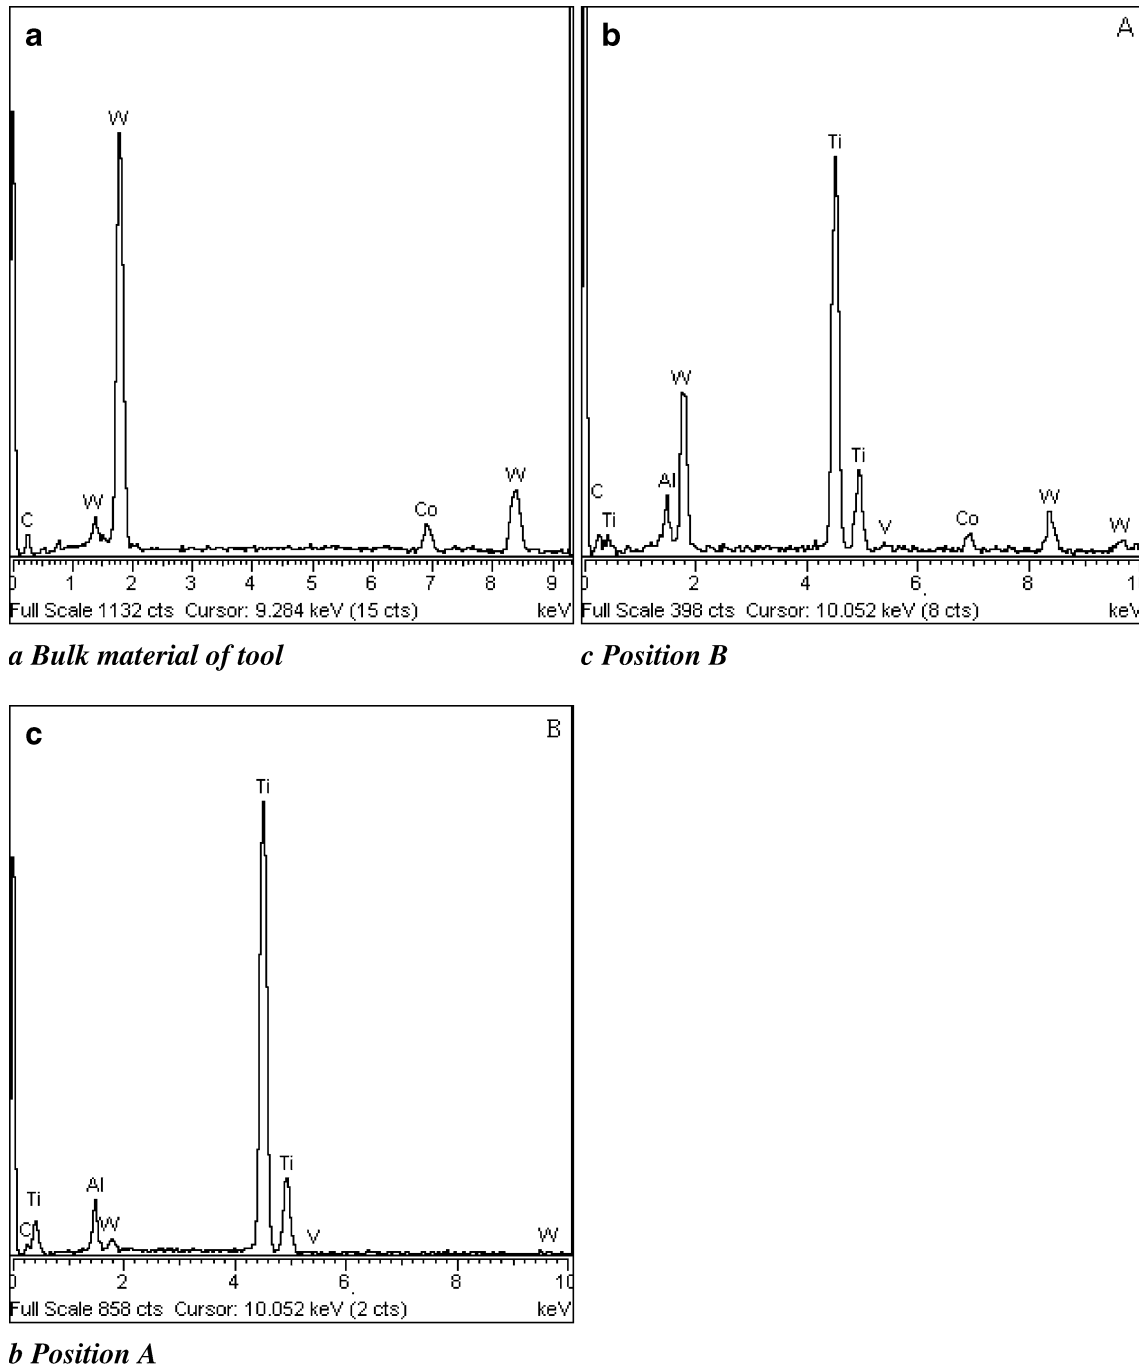 a
W
W
C
Co
W
0 1 2 3 4 5 6 7 8 9
Full Scale 1132 cts Cursor: 9.284 keV (15 cts) keV
a Bulk material of tool
b
A
Ti
W
Ti
Al
C
Ti
V
Co
W
W
0 2 4 6 8 10
Full Scale 398 cts Cursor: 10.052 keV (8 cts) keV
c Position B
c
B
Ti
Ti
Al
Ti
C
W
V
W
0 2 4 6 8 10
Full Scale 858 cts Cursor: 10.052 keV (2 cts) keV
b Position A